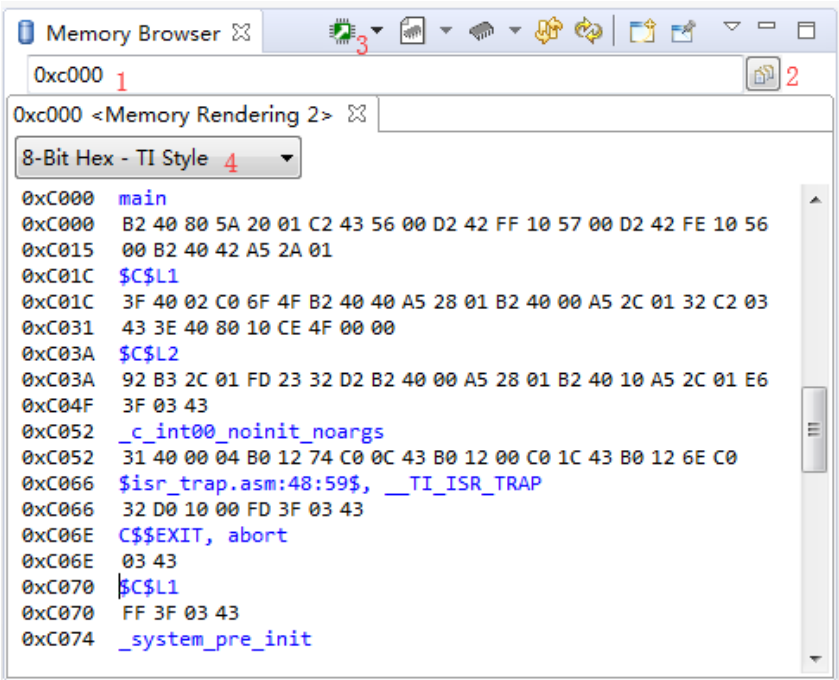 Memory Browser
3
0xc000 1
2
0xc000 <Memory Rendering 2>
8-Bit Hex - TI Style 4
0xC000 main
0xC000 B2 40 80 5A 20 01 C2 43 56 00 D2 42 FF 10 57 00 D2 42 FE 10 56
0xC015 00 B2 40 42 A5 2A 01
0xC01C $C$L1
0xC01C 3F 40 02 C0 6F 4F B2 40 40 A5 28 01 B2 40 00 A5 2C 01 32 C2 03
0xC031 43 3E 40 80 10 CE 4F 00 00
0xC03A $C$L2
0xC03A 92 B3 2C 01 FD 23 32 D2 B2 40 00 A5 28 01 B2 40 10 A5 2C 01 E6
0xC04F 3F 03 43
0xC052 _c_int00_noinit_noargs
0xC052 31 40 00 04 B0 12 74 C0 0C 43 B0 12 00 C0 1C 43 B0 12 6E C0
0xC066 $isr_trap.asm:48:59$, __TI_ISR_TRAP
0xC066 32 D0 10 00 FD 3F 03 43
0xC06E C$$EXIT, abort
0xC06E 03 43
0xC070 $C$L1
0xC070 FF 3F 03 43
0xC074 _system_pre_init